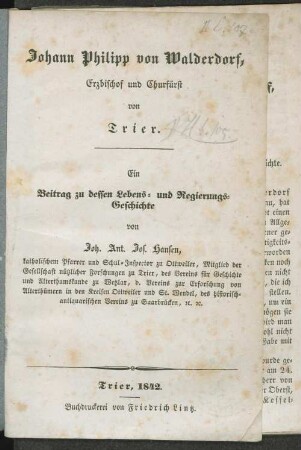 Johann Philipp von Walderdorf,
Erzbischof und Churfürst
von
Trier.
Ein
Beitrag zu dessen Lebens- und Regierungs-
Geschichte
von
Joh. Ant. Jos. Hansen,
katholischem Pfarrer und Schul-Inspector zu Ottweiler, Mitglied der
Gesellschaft nützlicher Forschungen zu Trier, des Vereins für Geschichte
und Alterthumskunde zu Wetzlar, d. Vereins zur Erforschung von
Alterthümern in den Kreisen Ottweiler und St. Wendel, des historisch-
antiquarischen Vereins zu Saarbrücken, ꝛc. ꝛc.
Trier, 1842.
Buchdruckerei von Friedrich Lintz.